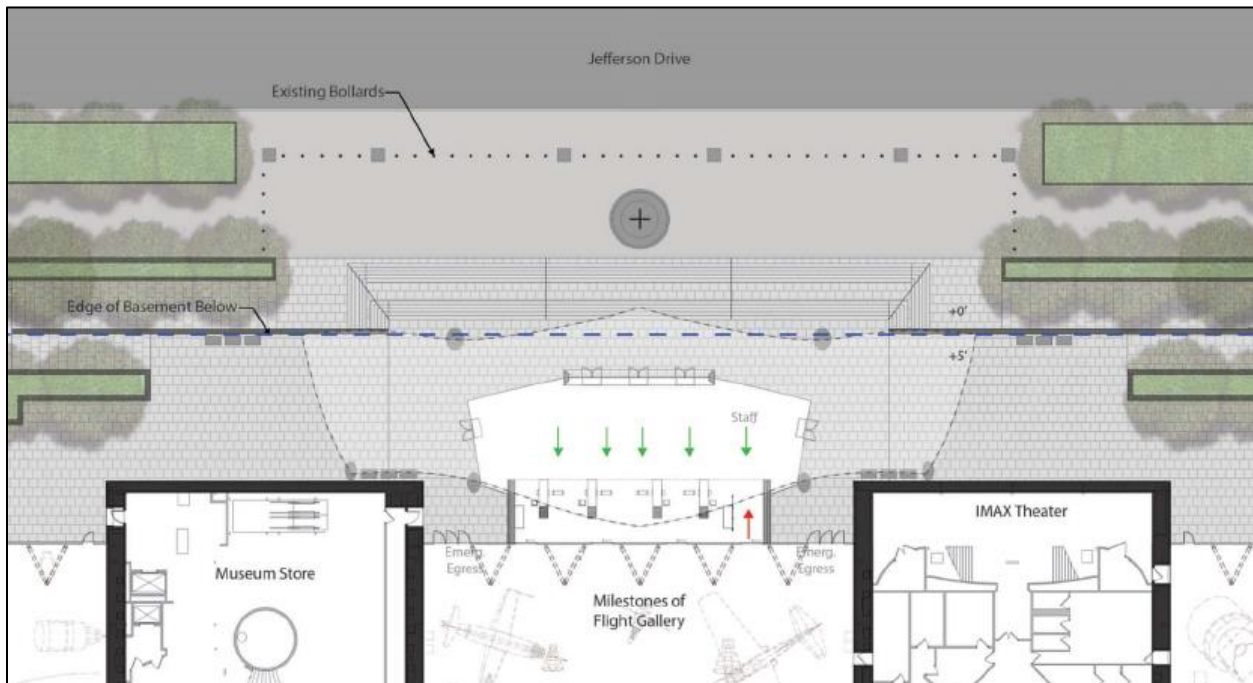 Jefferson Drive
Existing Bollards
Edge of Basement Below
+0'
+5'
Staff
IMAX Theater
Emerg.
Egress
Emerg.
Egress
Museum Store
Milestones of
Flight Gallery